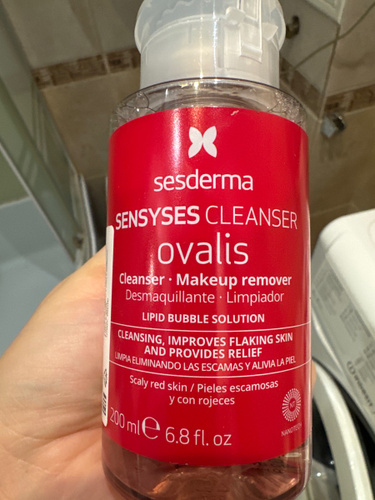 sesderma
SENSYSES CLEANSER
ovalis
Cleanser · Makeup remover
Desmaquillante · Limpiador
LIPID BUBBLE SOLUTION
CLEANSING, IMPROVES FLAKING SKIN
AND PROVIDES RELIEF
LIMPIA ELIMINANDO LAS ESCAMAS Y ALIVIA LA PIEL
Scaly red skin / Pieles escamosas
y con rojeces
200 ml ℮ 6.8 fl. oz